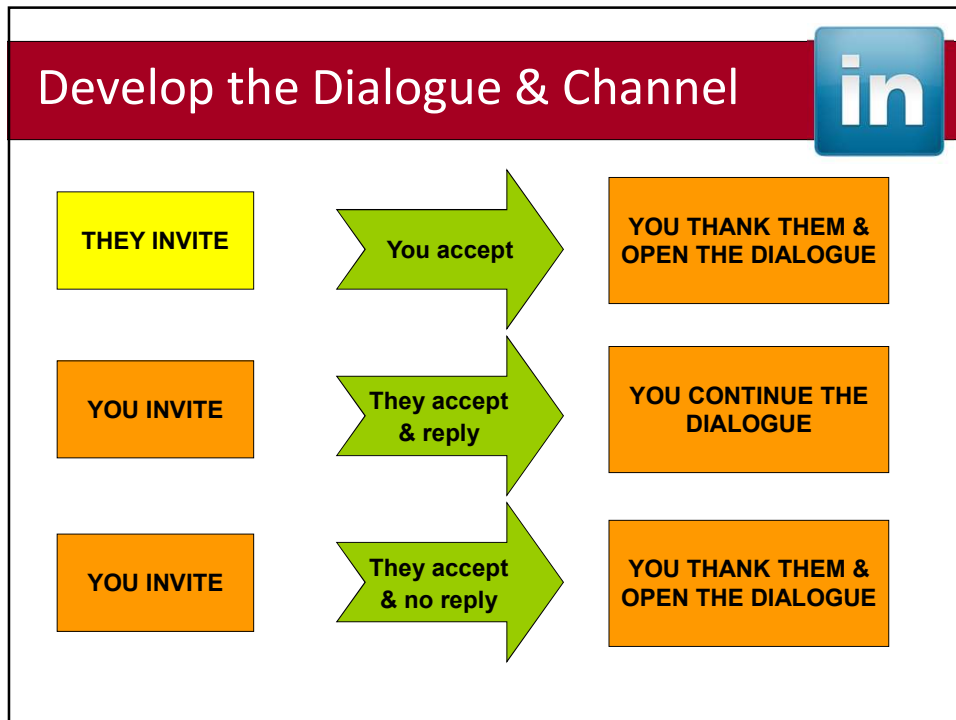 Develop the Dialogue & Channel
in
THEY INVITE
You accept
YOU THANK THEM &
OPEN THE DIALOGUE
YOU INVITE
They accept
& reply
YOU CONTINUE THE
DIALOGUE
YOU INVITE
They accept
& no reply
YOU THANK THEM &
OPEN THE DIALOGUE